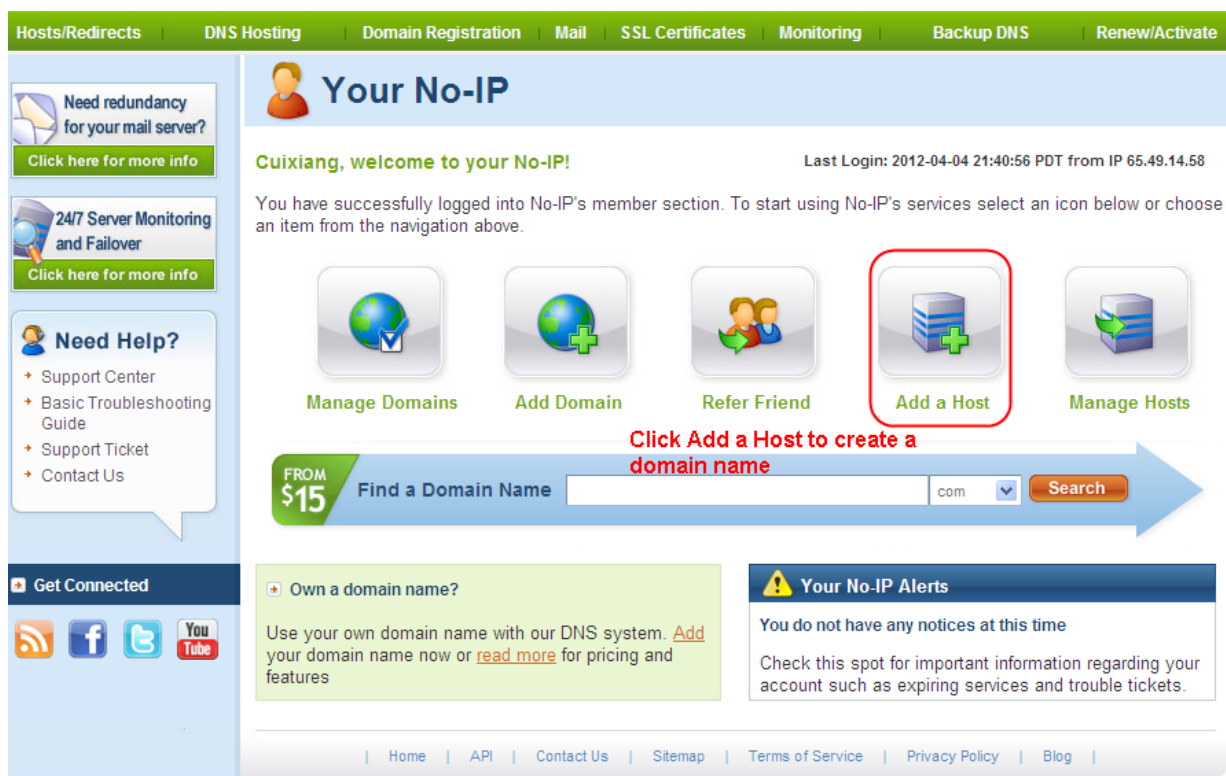 Hosts/Redirects | DNS Hosting | Domain Registration | Mail | SSL Certificates | Monitoring | Backup DNS | Renew/Activate
Need redundancy
for your mail server?
Click here for more info
24/7 Server Monitoring
and Failover
Click here for more info
Need Help?
Support Center
Basic Troubleshooting
Guide
Support Ticket
Contact Us
Get Connected
You
Tube
Your No-IP
Cuixiang, welcome to your No-IP!
Last Login: 2012-04-04 21:40:56 PDT from IP 65.49.14.58
You have successfully logged into No-IP's member section. To start using No-IP's services select an icon below or choose
an item from the navigation above.
Manage Domains
Add Domain
Refer Friend
Add a Host
Manage Hosts
Click Add a Host to create a
domain name
FROM
$15
Find a Domain Name
com
Search
Own a domain name?
Use your own domain name with our DNS system. Add
your domain name now or read more for pricing and
features
Your No-IP Alerts
You do not have any notices at this time
Check this spot for important information regarding your
account such as expiring services and trouble tickets.
| Home | API | Contact Us | Sitemap | Terms of Service | Privacy Policy | Blog |